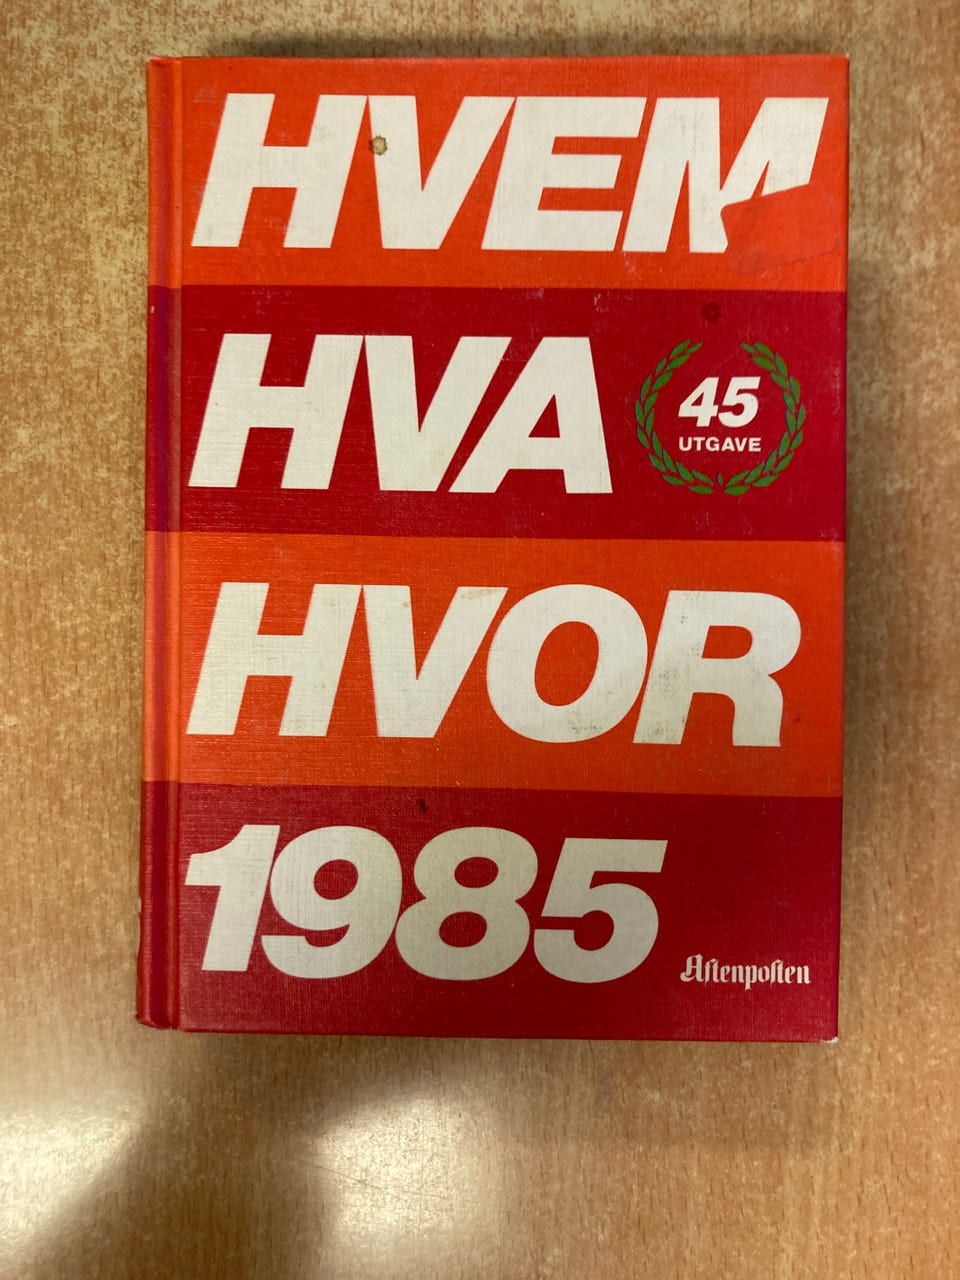 HVEM
HVA
45
UTGAVE
HVOR
1985
Aftenposten